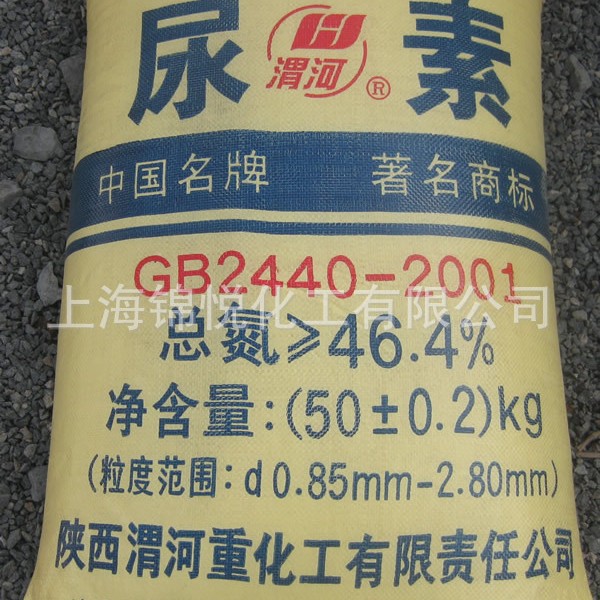 尿 渭河® 素
中国名牌 著名商标
GB2440-2001
上海锦悦化工有限公司
总氮≥46.4%
净含量:(50±0.2)kg
(粒度范围:d0.85mm-2.80mm)
陕西渭河重化工有限责任公司